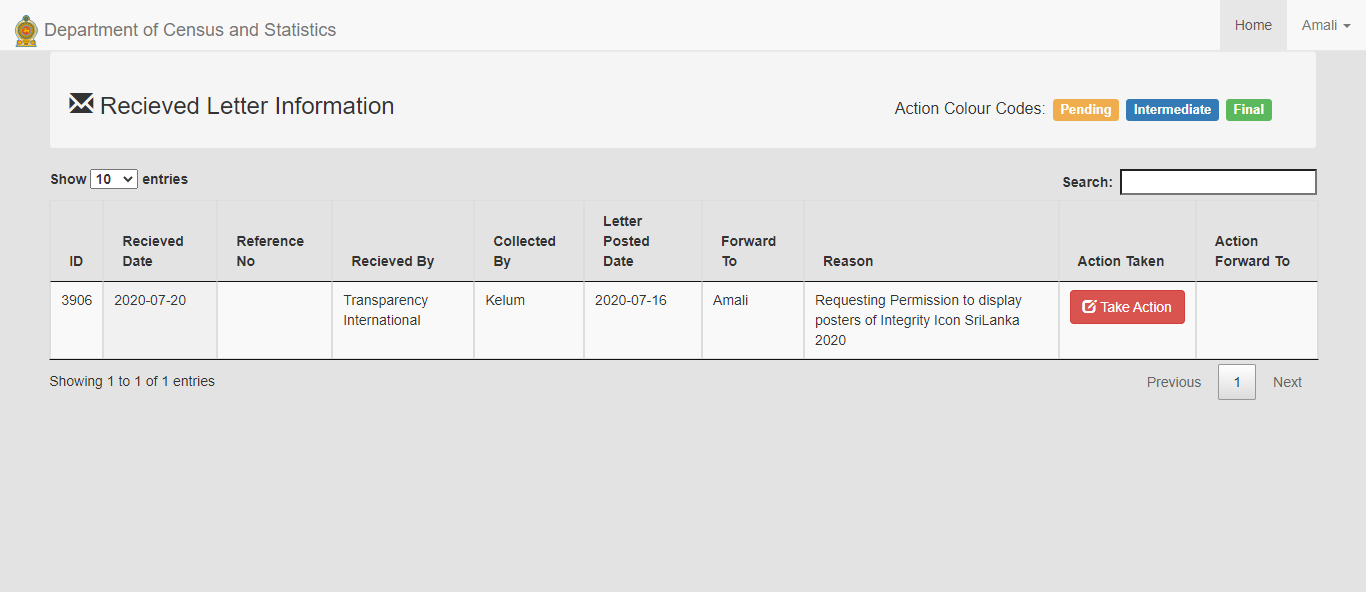 Department of Census and Statistics
Home
Amali
Recieved Letter Information
Action Colour Codes: Pending Intermediate Final
Show 10 entries
Search:
ID
Recieved
Date
Reference
No
Recieved By
Collected
By
Letter
Posted
Date
Forward
To
Reason
Action Taken
Action
Forward To
3906
2020-07-20
Transparency
International
Kelum
2020-07-16
Amali
Requesting Permission to display
posters of Integrity Icon SriLanka
2020
Take Action
Showing 1 to 1 of 1 entries
Previous 1 Next